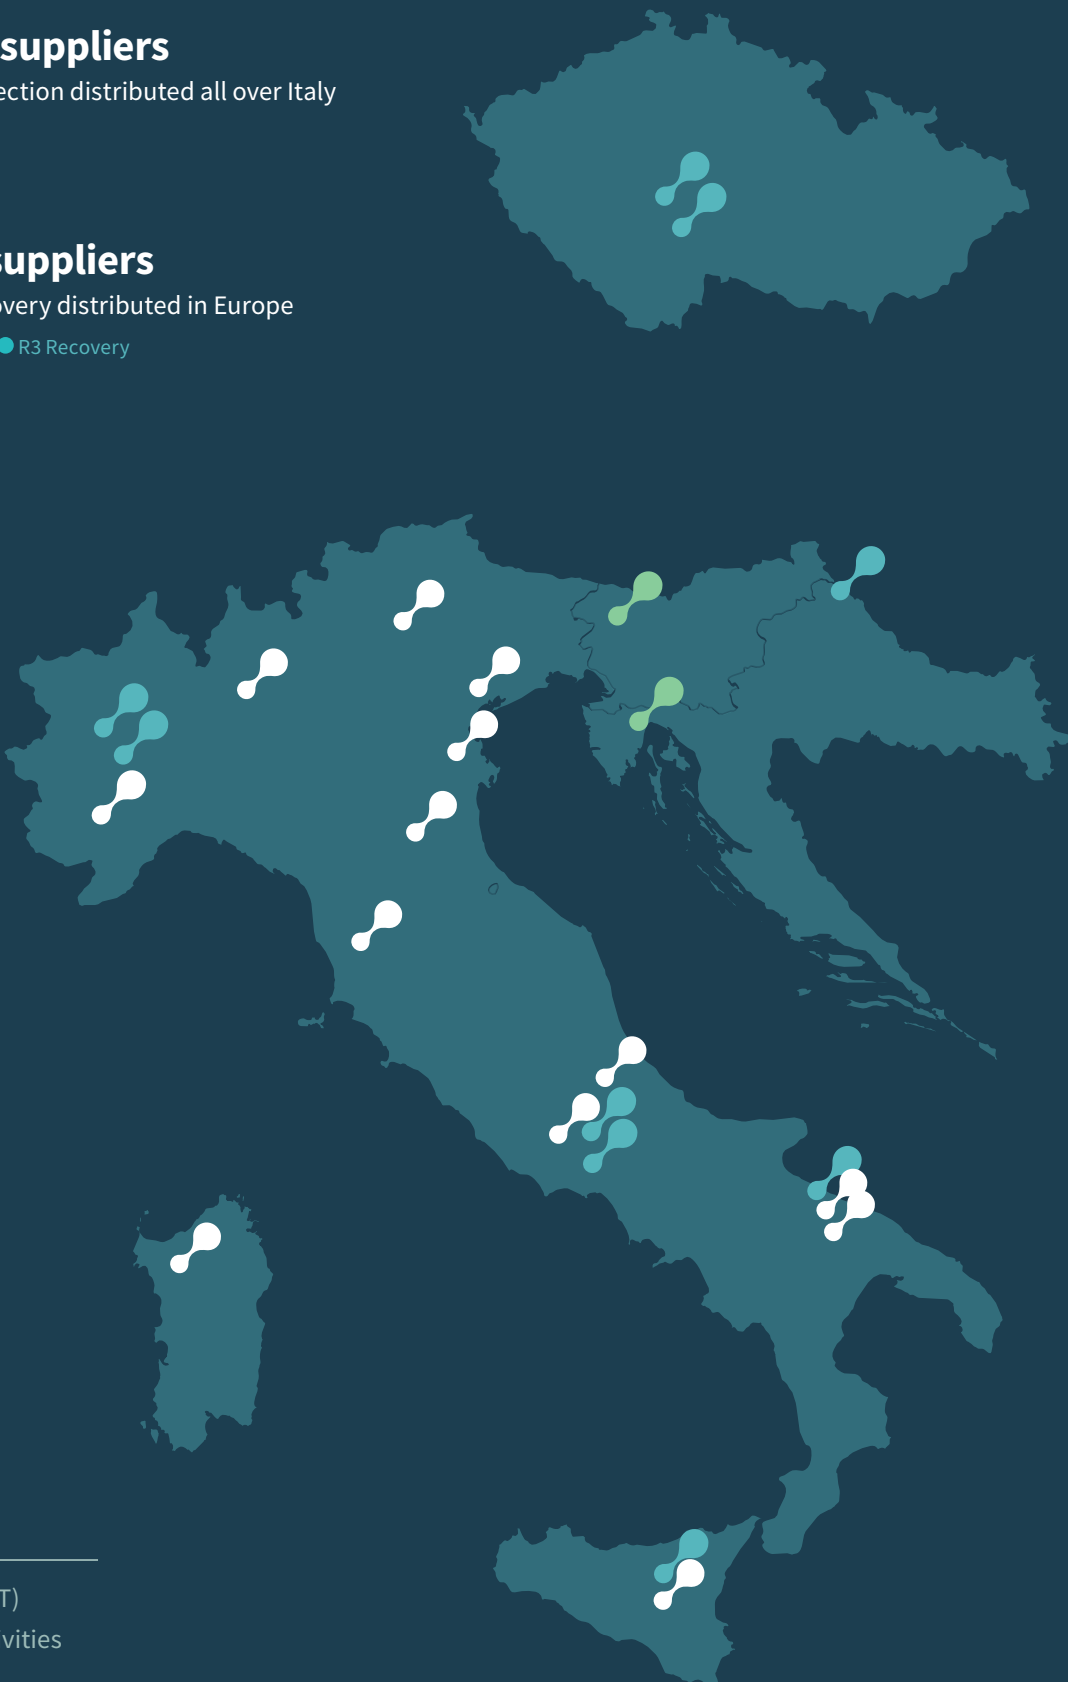 suppliers
ection distributed all over Italy
suppliers
overy distributed in Europe
R3 Recovery
T)
vities